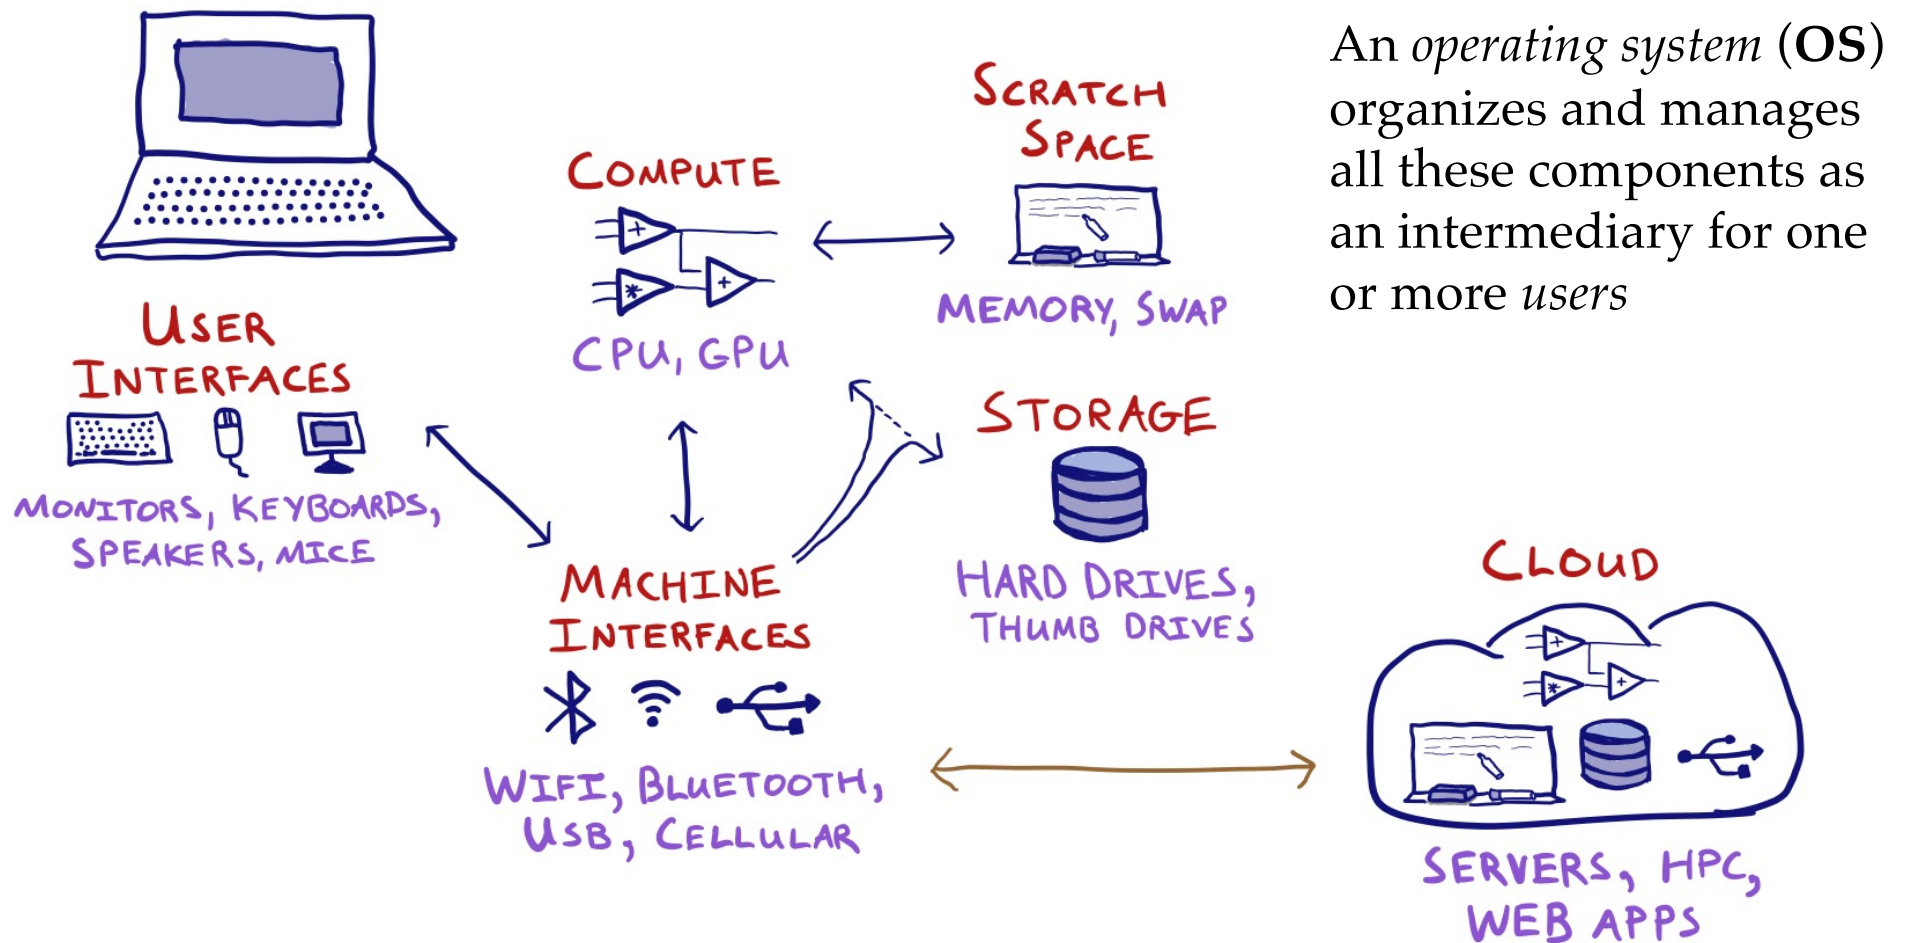 An operating system (OS)
organizes and manages
all these components as
an intermediary for one
or more users
USER
INTERFACES
MONITORS, KEYBOARDS,
SPEAKERS, MICE
COMPUTE
+
*
+
CPU, GPU
SCRATCH
SPACE
MEMORY, SWAP
STORAGE
HARD DRIVES,
THUMB DRIVES
MACHINE
INTERFACES
WIFI, BLUETOOTH,
USB, CELLULAR
CLOUD
+
*
+
SERVERS, HPC,
WEB APPS